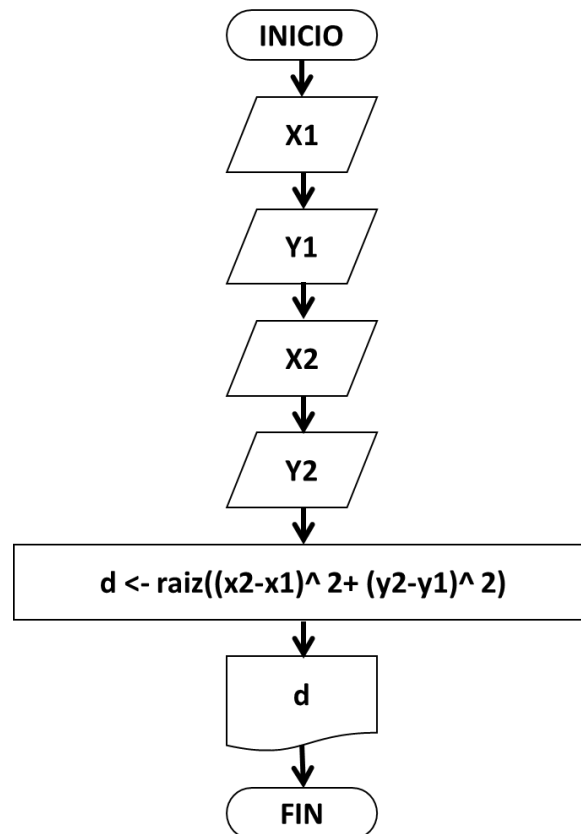 INICIO
X1
Y1
X2
Y2
d <- raiz((x2-x1)^ 2+ (y2-y1)^ 2)
d
FIN